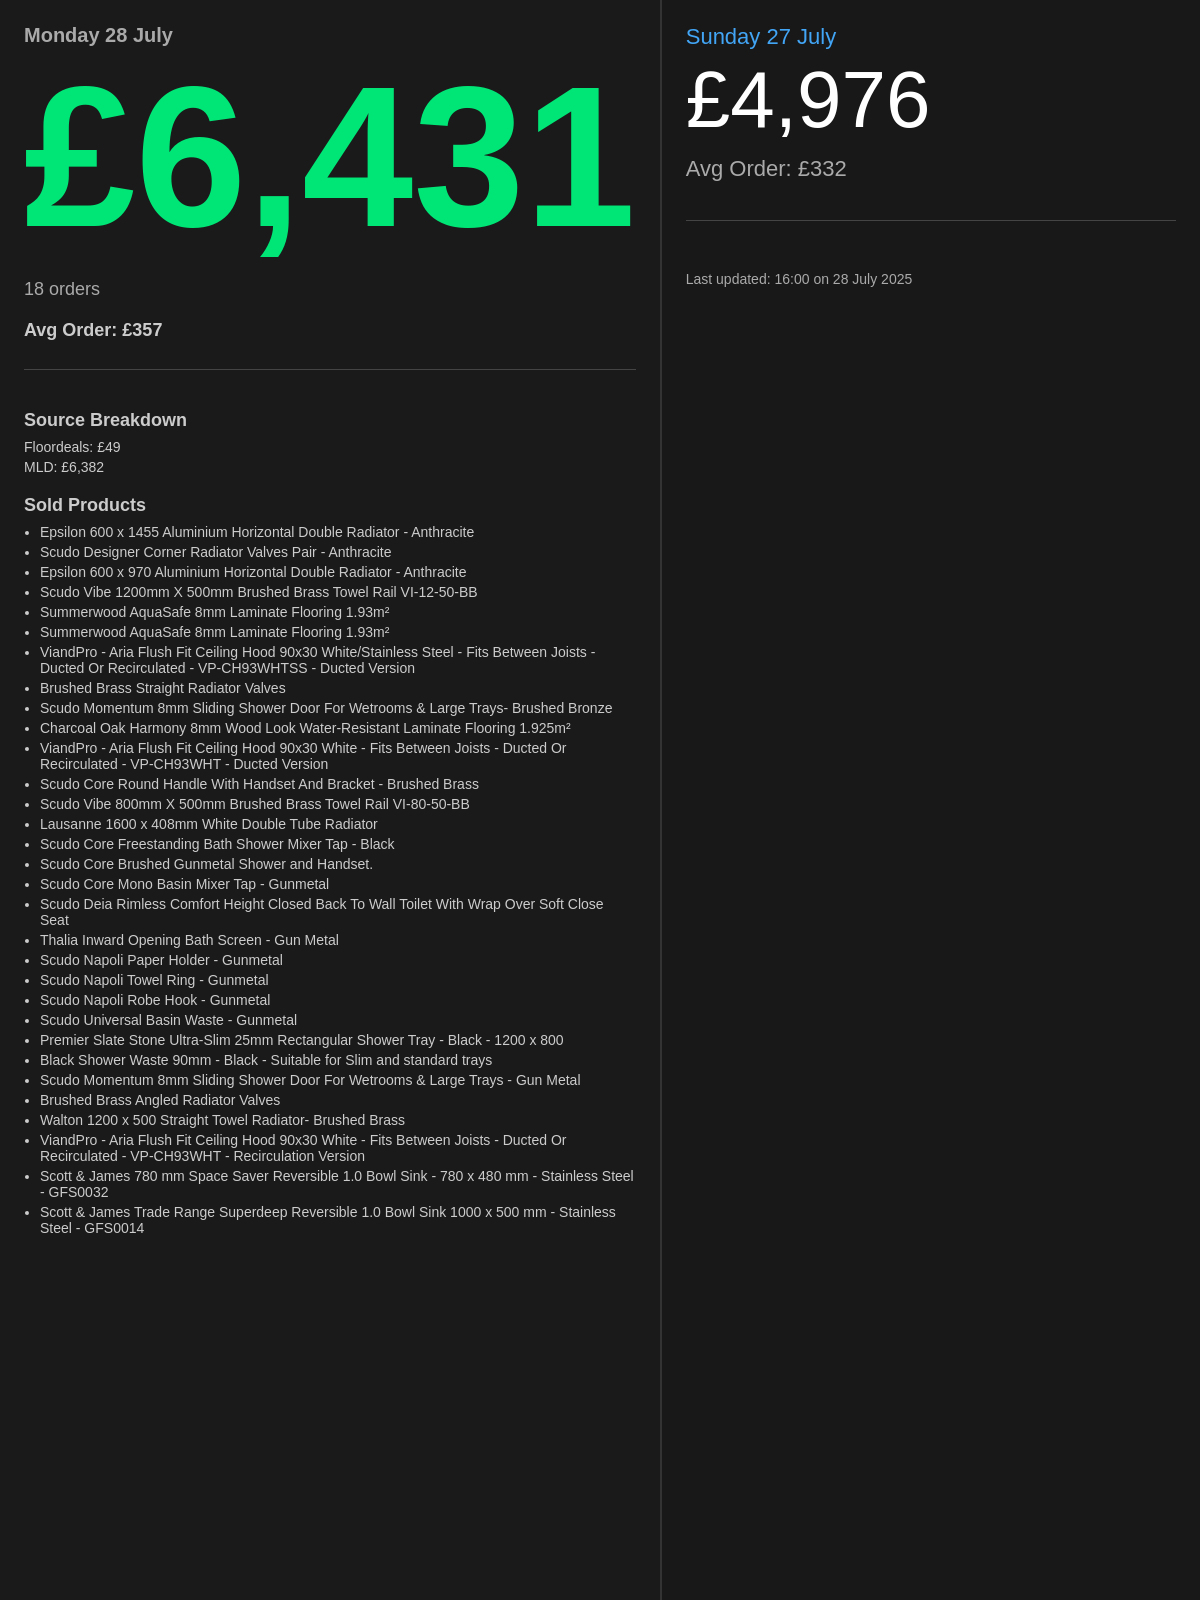 Monday 28 July
£6,431
18 orders
Avg Order: £357
Source Breakdown
Floordeals: £49
MLD: £6,382
Sold Products
• Epsilon 600 x 1455 Aluminium Horizontal Double Radiator - Anthracite
• Scudo Designer Corner Radiator Valves Pair - Anthracite
• Epsilon 600 x 970 Aluminium Horizontal Double Radiator - Anthracite
• Scudo Vibe 1200mm X 500mm Brushed Brass Towel Rail VI-12-50-BB
• Summerwood AquaSafe 8mm Laminate Flooring 1.93m²
• Summerwood AquaSafe 8mm Laminate Flooring 1.93m²
• ViandPro - Aria Flush Fit Ceiling Hood 90x30 White/Stainless Steel - Fits Between Joists -
Ducted Or Recirculated - VP-CH93WHTSS - Ducted Version
• Brushed Brass Straight Radiator Valves
• Scudo Momentum 8mm Sliding Shower Door For Wetrooms & Large Trays- Brushed Bronze
• Charcoal Oak Harmony 8mm Wood Look Water-Resistant Laminate Flooring 1.925m²
• ViandPro - Aria Flush Fit Ceiling Hood 90x30 White - Fits Between Joists - Ducted Or
Recirculated - VP-CH93WHT - Ducted Version
• Scudo Core Round Handle With Handset And Bracket - Brushed Brass
• Scudo Vibe 800mm X 500mm Brushed Brass Towel Rail VI-80-50-BB
• Lausanne 1600 x 408mm White Double Tube Radiator
• Scudo Core Freestanding Bath Shower Mixer Tap - Black
• Scudo Core Brushed Gunmetal Shower and Handset.
• Scudo Core Mono Basin Mixer Tap - Gunmetal
• Scudo Deia Rimless Comfort Height Closed Back To Wall Toilet With Wrap Over Soft Close
Seat
• Thalia Inward Opening Bath Screen - Gun Metal
• Scudo Napoli Paper Holder - Gunmetal
• Scudo Napoli Towel Ring - Gunmetal
• Scudo Napoli Robe Hook - Gunmetal
• Scudo Universal Basin Waste - Gunmetal
• Premier Slate Stone Ultra-Slim 25mm Rectangular Shower Tray - Black - 1200 x 800
• Black Shower Waste 90mm - Black - Suitable for Slim and standard trays
• Scudo Momentum 8mm Sliding Shower Door For Wetrooms & Large Trays - Gun Metal
• Brushed Brass Angled Radiator Valves
• Walton 1200 x 500 Straight Towel Radiator- Brushed Brass
• ViandPro - Aria Flush Fit Ceiling Hood 90x30 White - Fits Between Joists - Ducted Or
Recirculated - VP-CH93WHT - Recirculation Version
• Scott & James 780 mm Space Saver Reversible 1.0 Bowl Sink - 780 x 480 mm - Stainless Steel
- GFS0032
• Scott & James Trade Range Superdeep Reversible 1.0 Bowl Sink 1000 x 500 mm - Stainless
Steel - GFS0014
Sunday 27 July
£4,976
Avg Order: £332
Last updated: 16:00 on 28 July 2025